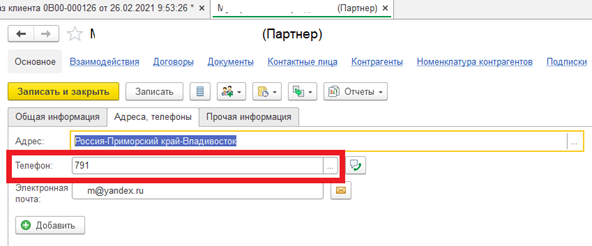 з клиента 0В00-000126 от 26.02.2021 9:53:26 * × (Партнер) ×
(Партнер)
Основное Взаимодействия Договоры Документы Контактные лица Контрагенты Номенклатура контрагентов Подписки
Записать и закрыть Записать Отчеты
Общая информация Адреса, телефоны Прочая информация
Адрес: Россия-Приморский край-Владивосток ...
Телефон: 791 ...
Электронная
почта: m@yandex.ru
Добавить